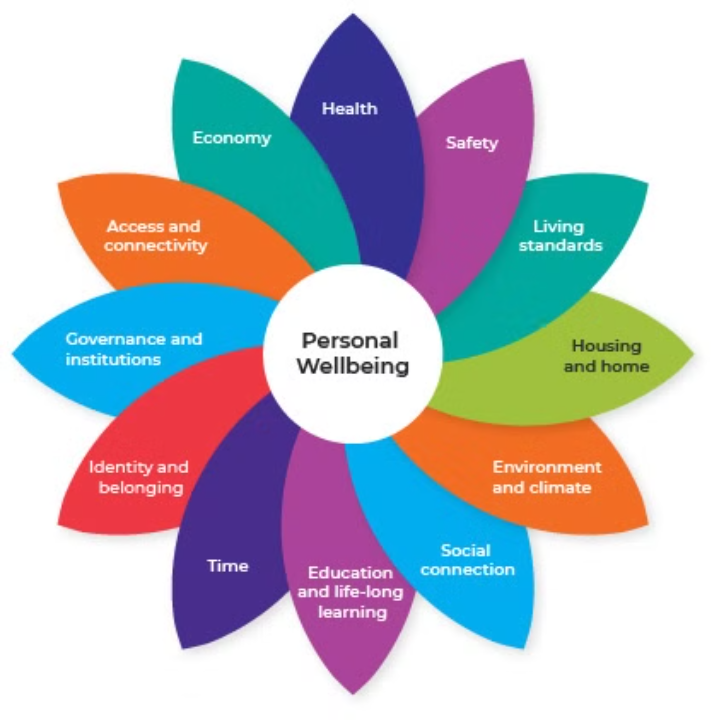 Health
Safety
Living
standards
Housing
and home
Environment
and climate
Social
connection
Education
and life-long
learning
Time
Identity and
belonging
Governance and
institutions
Access and
connectivity
Economy
Personal
Wellbeing